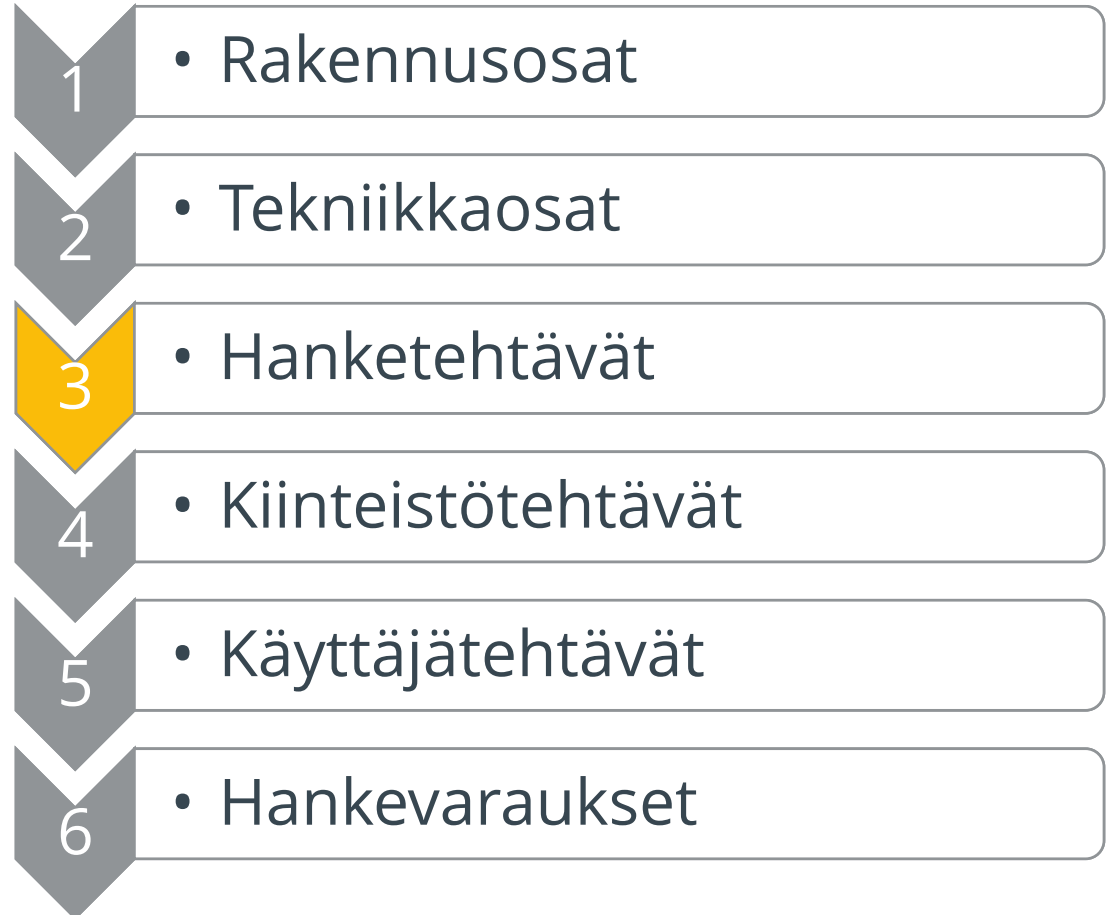 1 • Rakennusosat
2 • Tekniikkaosat
3 • Hanketehtävät
4 • Kiinteistötehtävät
5 • Käyttäjätehtävät
6 • Hankevaraukset